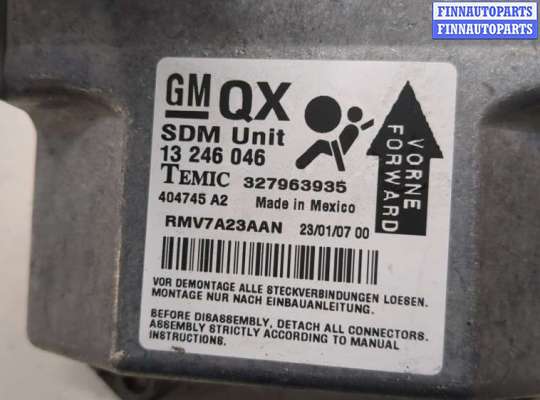 FINNAUTOPARTS
FINNAUTOPARTS
GM QX
SDM Unit
13 246 046
TEMIC 327963935
404745 A2 Made in Mexico
RMV7A23AAN 23/01/07 00
VORNE
FORWARD
VOR DEMONTAGE ALLE STECKVERBINDUNGEN LOESEN.
MONTAGE NUR NACH EINBAUANLEITUNG.
BEFORE DISASSEMBLY, DETACH ALL CONNECTORS.
ASSEMBLY STRICTLY ACCORDING TO MANUAL
INSTRUCTIONS.